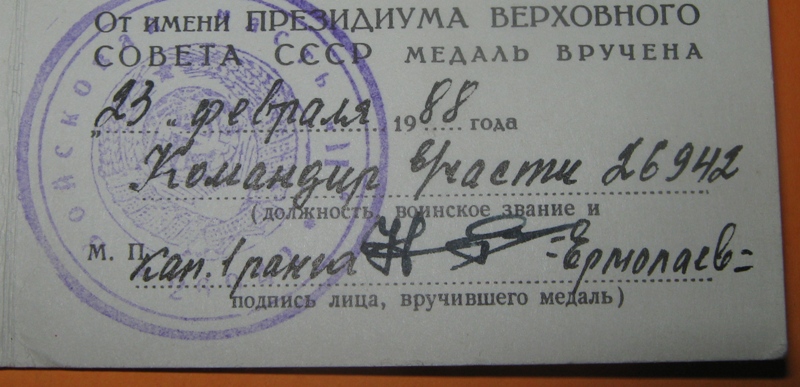 От имени ПРЕЗИДИУМА ВЕРХОВНОГО
СОВЕТА СССР МЕДАЛЬ ВРУЧЕНА
„23„ февраля 1988 года
Командир в/части 26942
(должность, воинское звание и
М. П. Кап. 1 ранга =Ермолаев=
подпись лица, вручившего медаль)